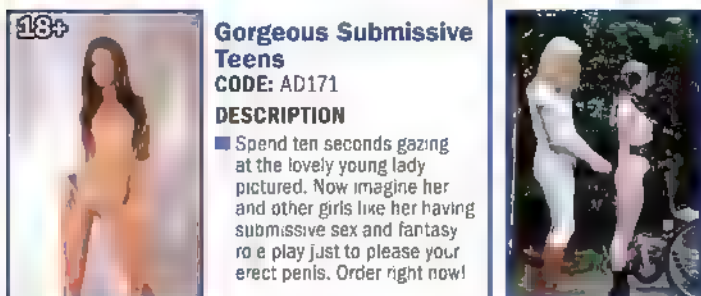 18+
Gorgeous Submissive
Teens
CODE: AD171
DESCRIPTION
Spend ten seconds gazing
at the lovely young lady
pictured. Now imagine her
and other girls like her having
submissive sex and fantasy
ro e play just to please your
erect penis. Order right now!